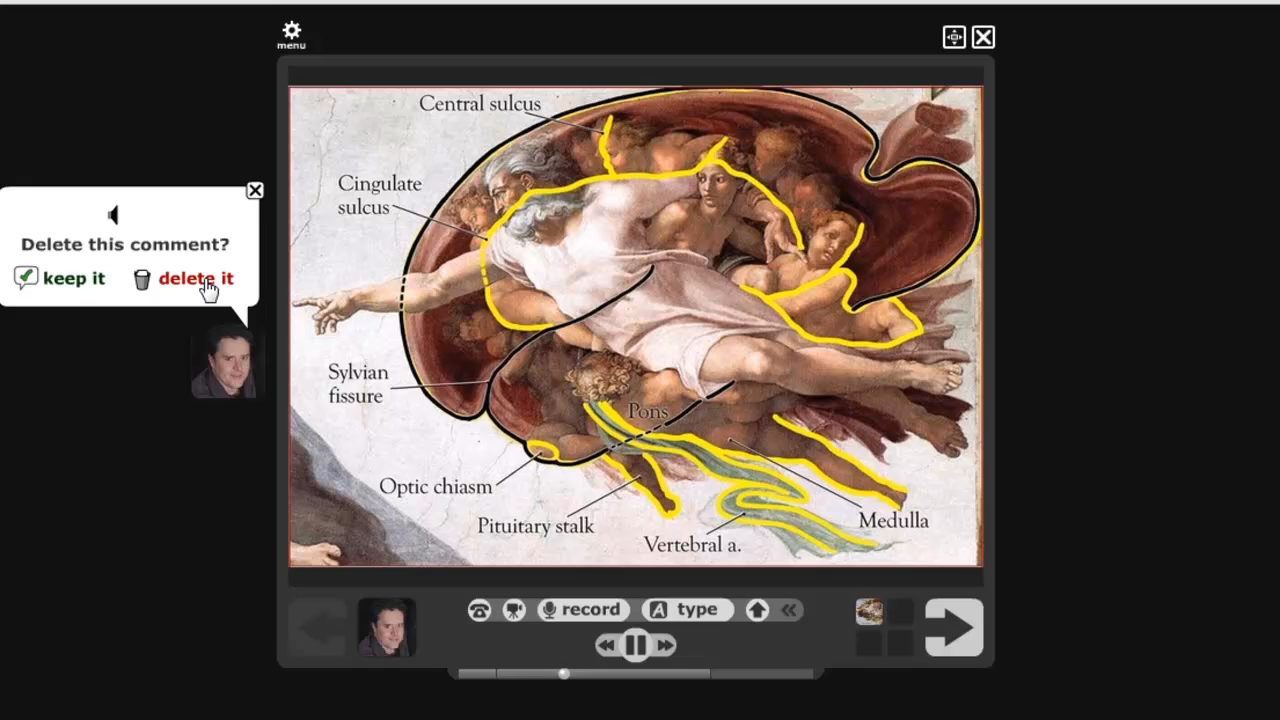 menu
Central sulcus
Cingulate
sulcus
Delete this comment?
keep it
delete it
Sylvian
fissure
Pons
Optic chiasm
Pituitary stalk
Medulla
Vertebral a.
record
A type